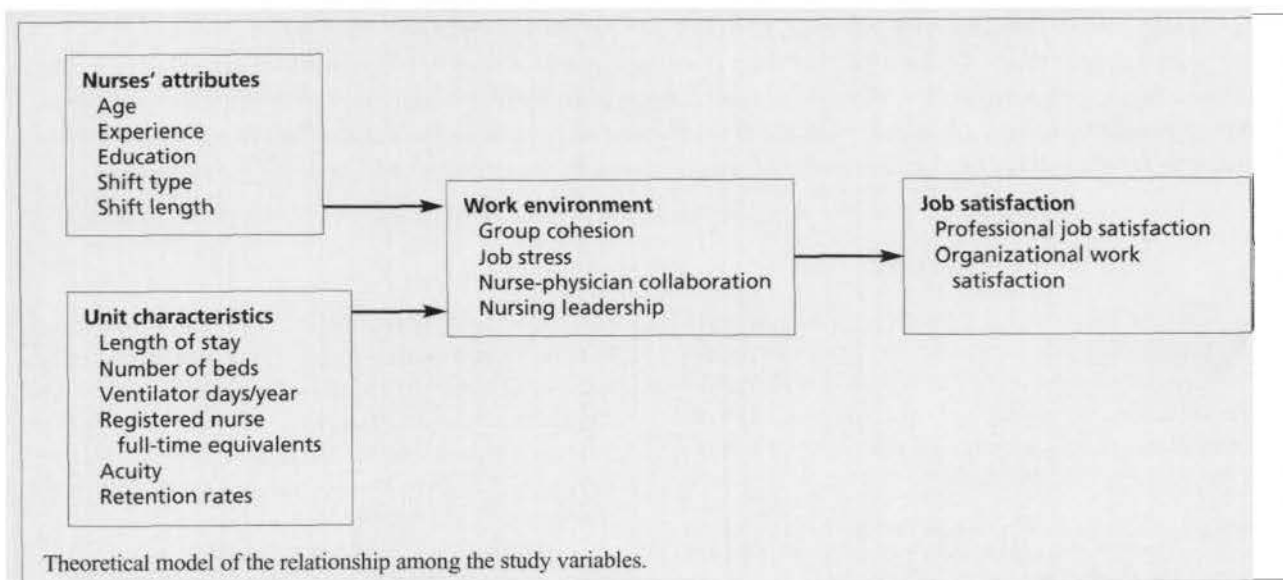 Nurses' attributes
Age
Experience
Education
Shift type
Shift length
Unit characteristics
Length of stay
Number of beds
Ventilator days/year
Registered nurse
full-time equivalents
Acuity
Retention rates
Work environment
Group cohesion
Job stress
Nurse-physician collaboration
Nursing leadership
Job satisfaction
Professional job satisfaction
Organizational work
satisfaction
Theoretical model of the relationship among the study variables.